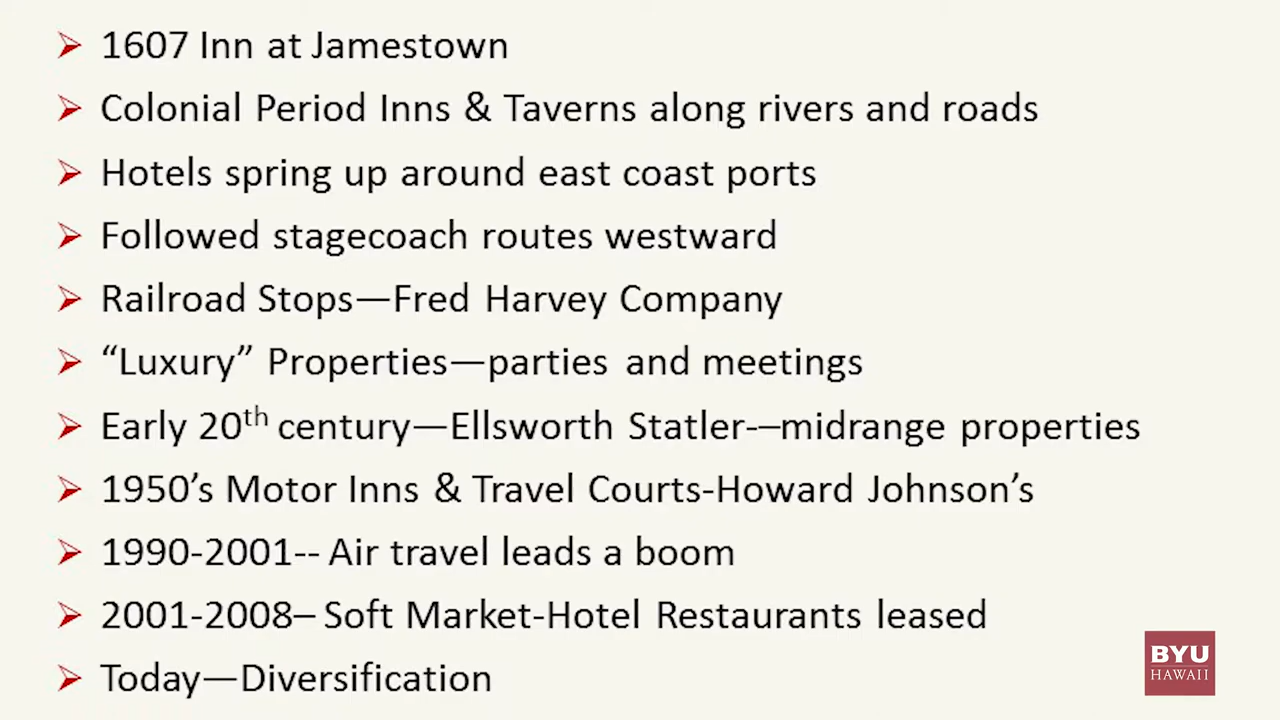 ➢ 1607 Inn at Jamestown
➢ Colonial Period Inns & Taverns along rivers and roads
➢ Hotels spring up around east coast ports
➢ Followed stagecoach routes westward
➢ Railroad Stops—Fred Harvey Company
➢ “Luxury” Properties—parties and meetings
➢ Early 20th century—Ellsworth Statler-–midrange properties
➢ 1950’s Motor Inns & Travel Courts-Howard Johnson’s
➢ 1990-2001-- Air travel leads a boom
➢ 2001-2008– Soft Market-Hotel Restaurants leased
➢ Today—Diversification
BYU
HAWAII